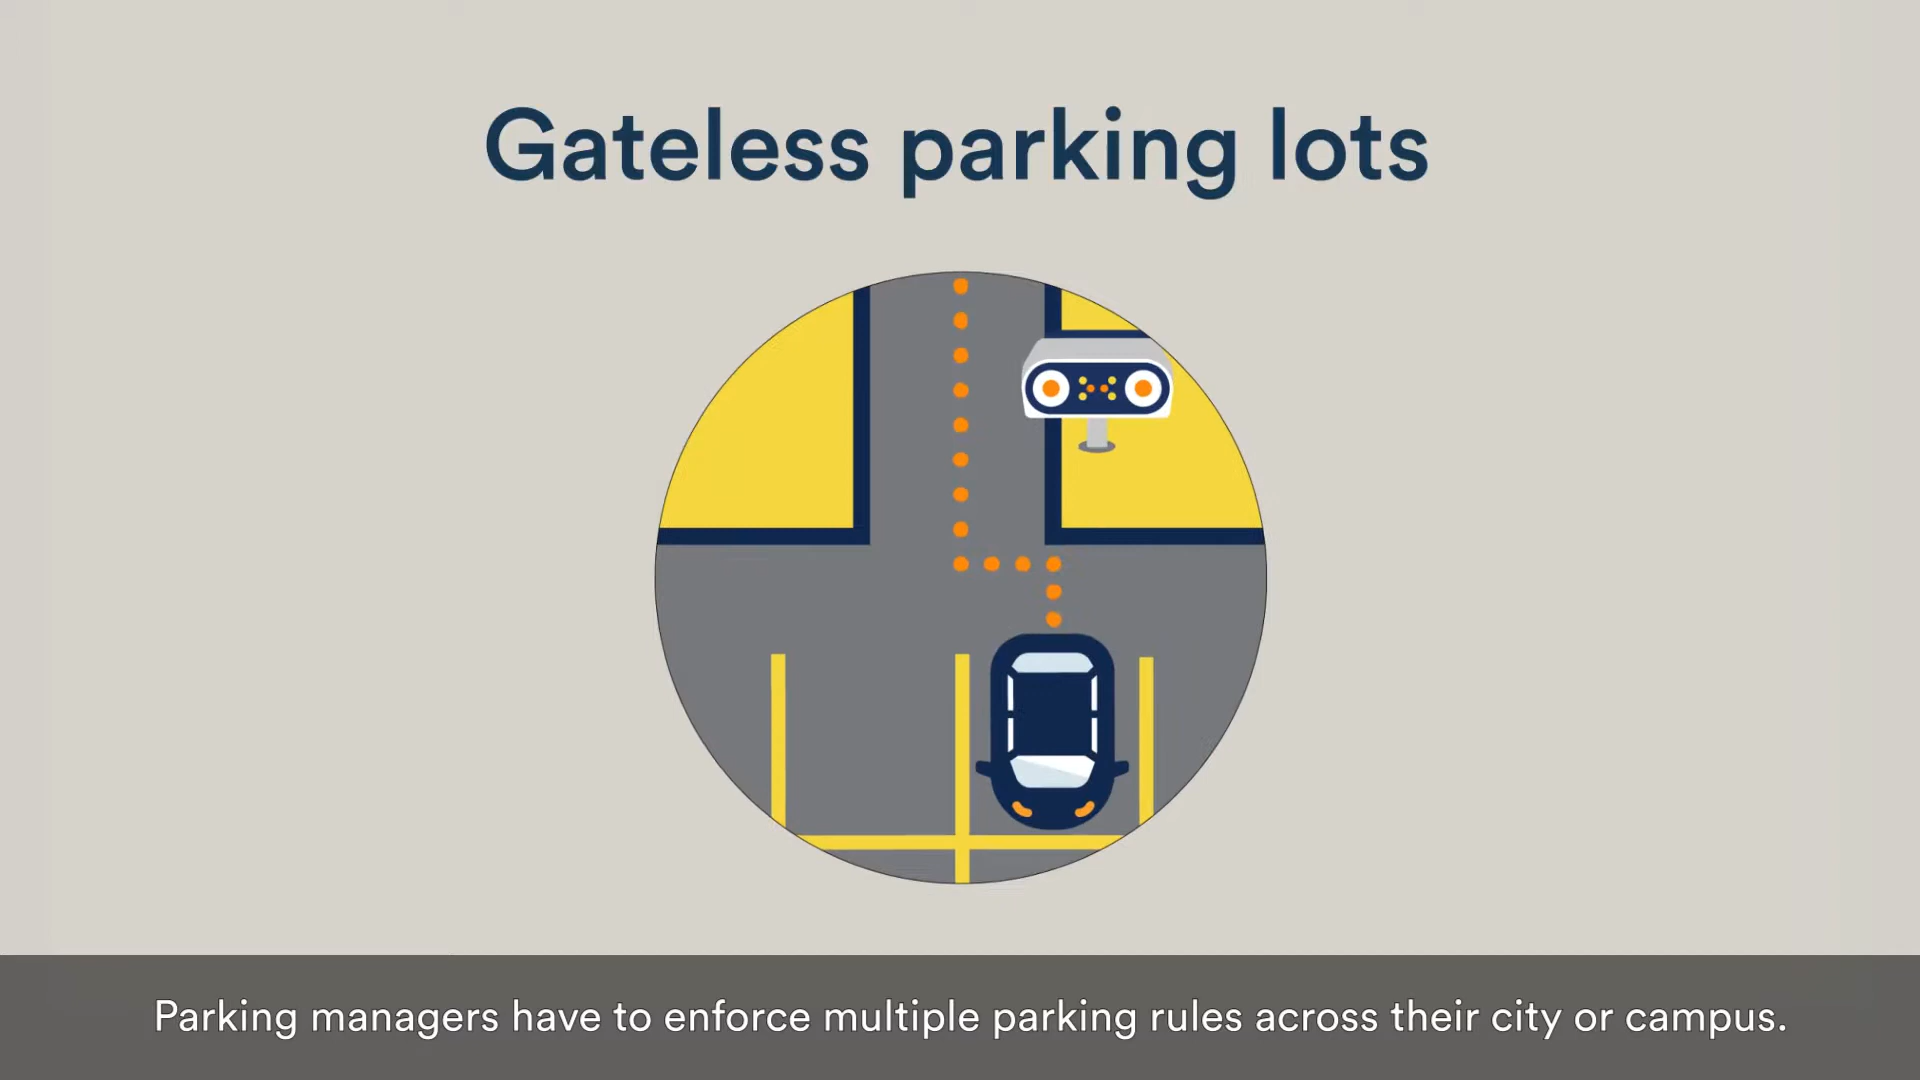 Gateless parking lots
Parking managers have to enforce multiple parking rules across their city or campus.